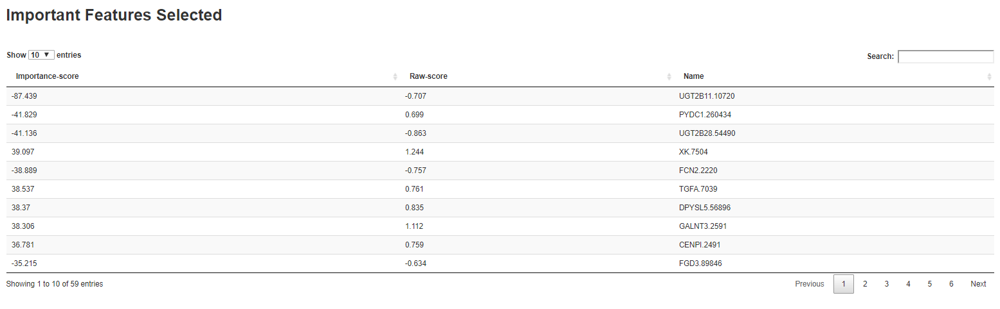 Important Features Selected
Show 10 ▼ entries Search:
Importance-score Raw-score Name
-87.439 -0.707 UGT2B11.10720
-41.829 0.699 PYDC1.260434
-41.136 -0.863 UGT2B28.54490
39.097 1.244 XK.7504
-38.889 -0.757 FCN2.2220
38.537 0.761 TGFA.7039
38.37 0.835 DPYSL5.56896
38.306 1.112 GALNT3.2591
36.781 0.759 CENPI.2491
-35.215 -0.634 FGD3.89846
Showing 1 to 10 of 59 entries Previous 1 2 3 4 5 6 Next